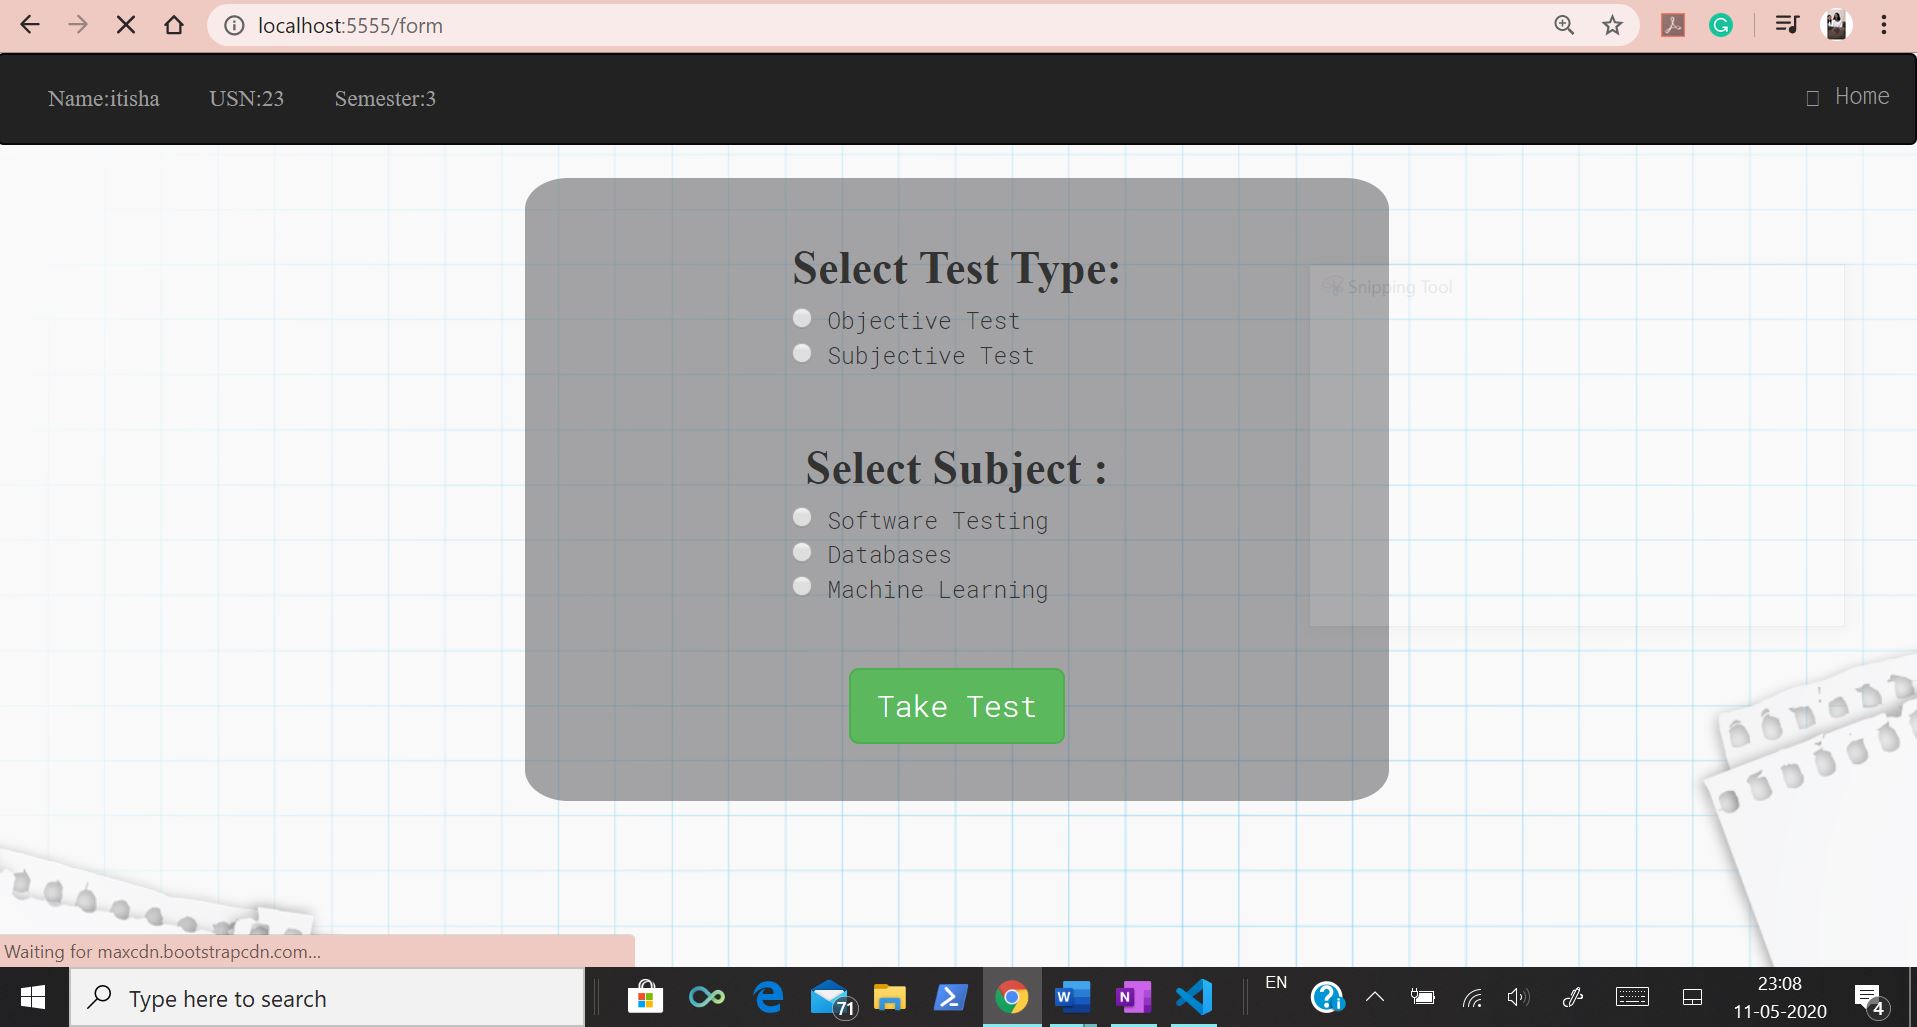 localhost:5555/form
Name:itisha USN:23 Semester:3 Home
Select Test Type:
Snipping Tool
Objective Test
Subjective Test
Select Subject :
Software Testing
Databases
Machine Learning
Take Test
Waiting for maxcdn.bootstrapcdn.com...
Type here to search
71
W
N
EN
23:08
11-05-2020
4